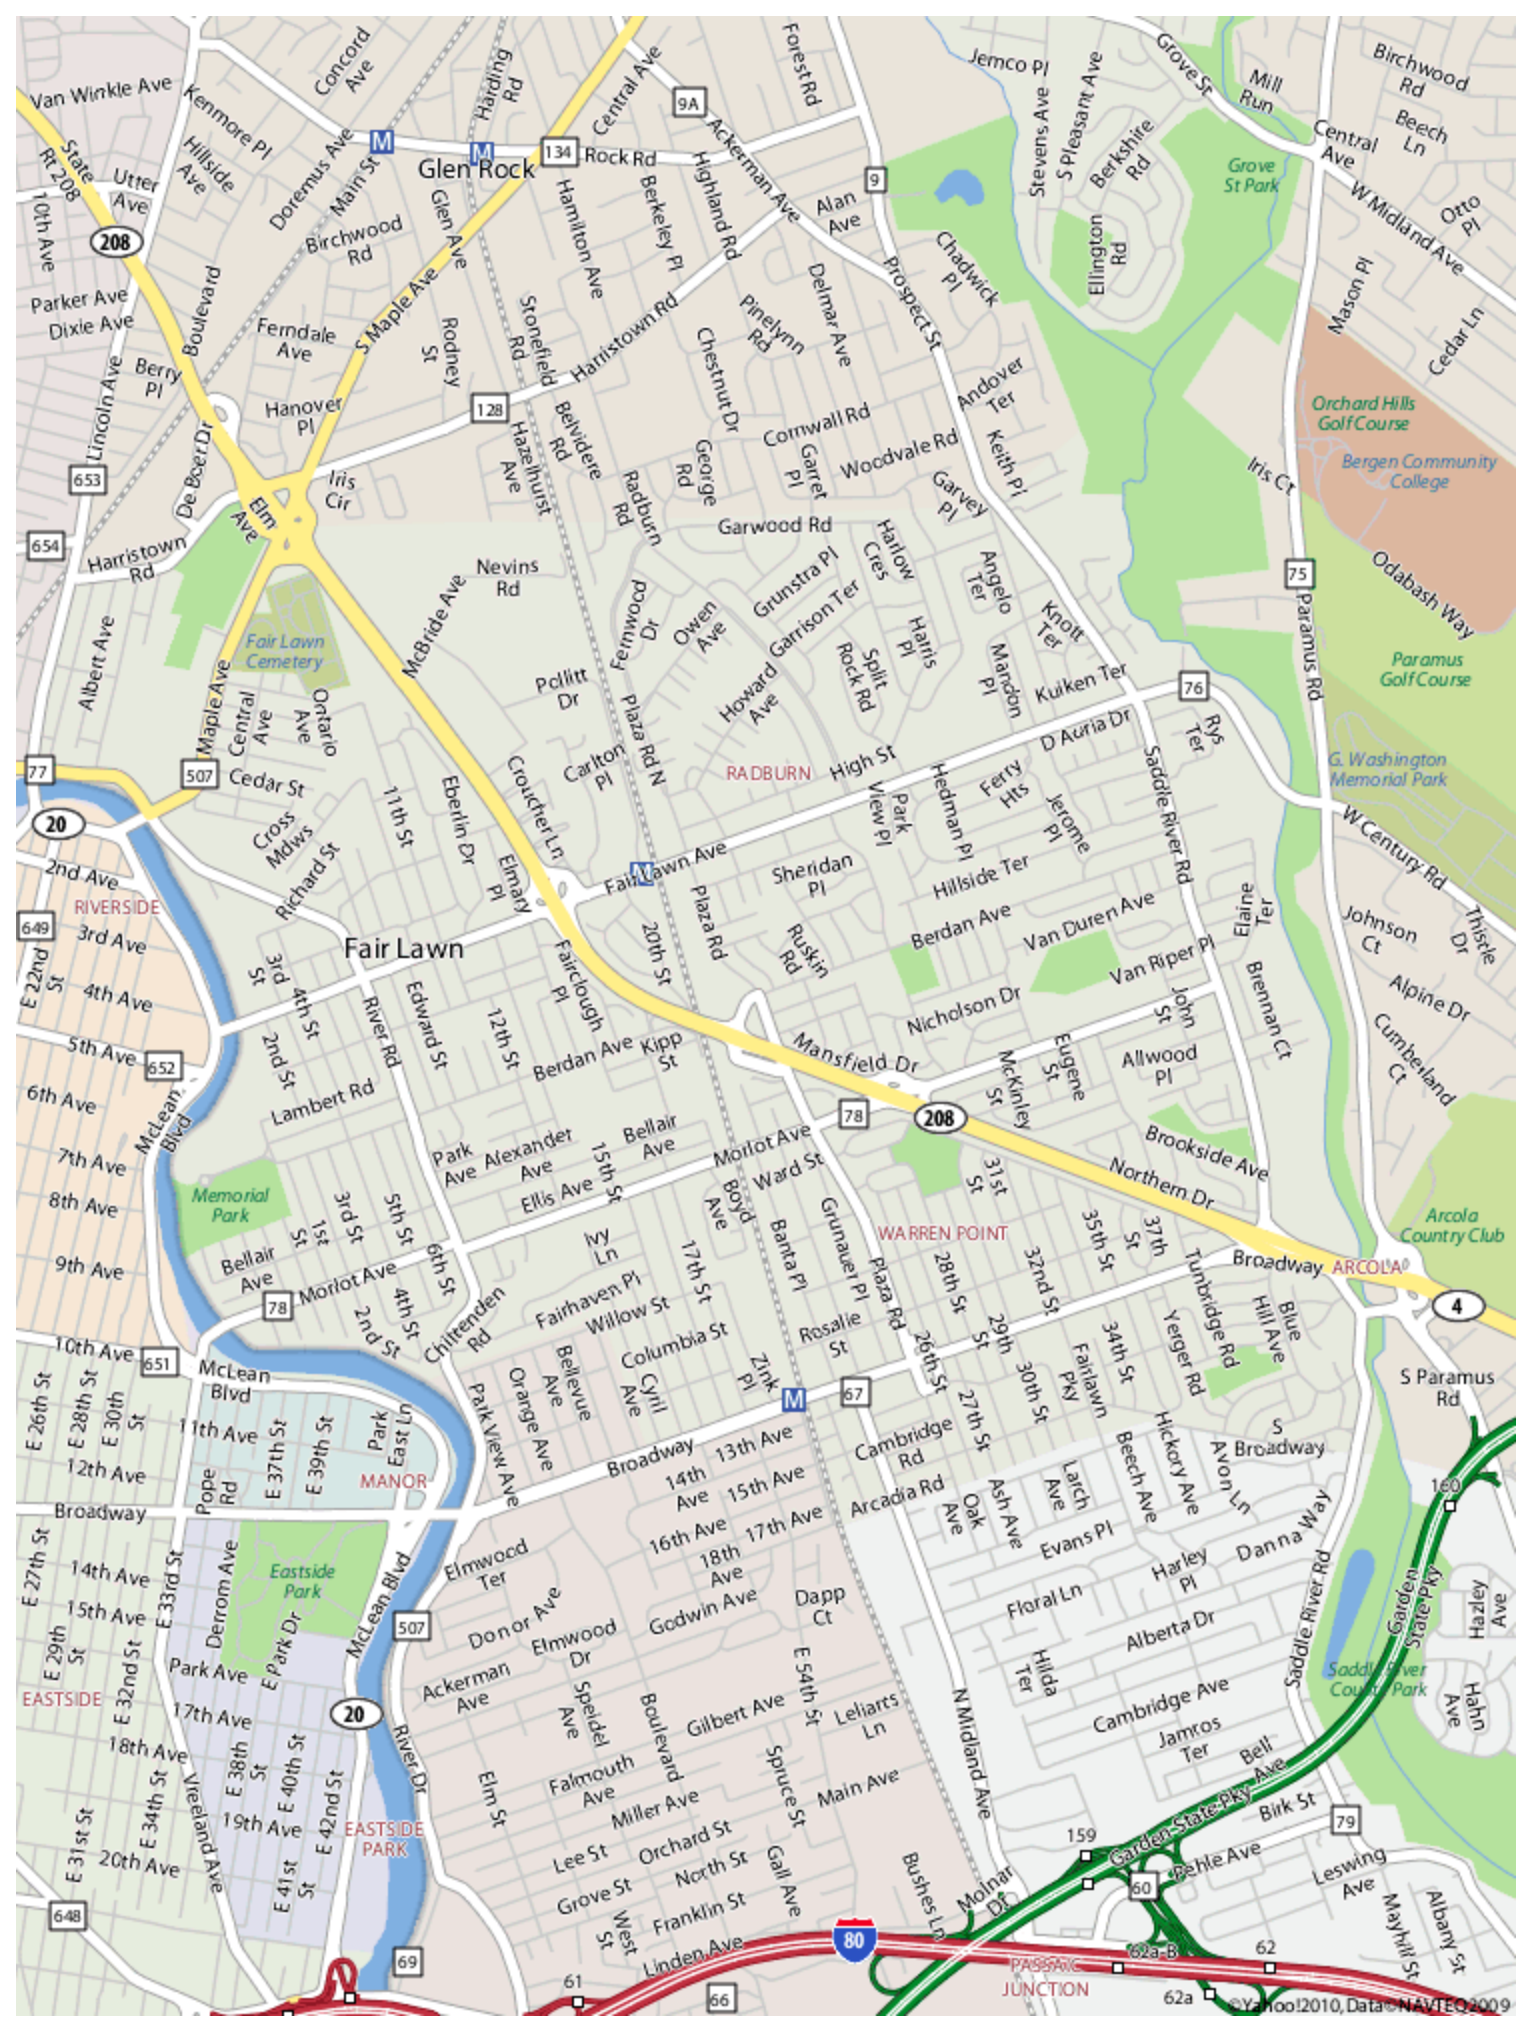 Concord
Ave
Harding
Rd
Central Ave
9A
Forest Rd
Jemco Pl
Stevens Ave
S Pleasant Ave
Berkshire
Rd
Grove St
Mill
Run
Birchwood
Rd
Beech
Ln
Central
Ave
Van Winkle Ave
Kenmore Pl
Hillside
Ave
State
Rt 208
Utter
Ave
10th Ave
208
Doremus Ave
Main St
M
M
Glen Rock
134
Rock Rd
Ackerman Ave
9
Alan
Ave
Grove
St Park
W Midland Ave
Otto
Pl
Birchwood
Rd
Glen Ave
Hamilton Ave
Berkeley Pl
Highland Rd
Ellington
Rd
Chadwick
Pl
Prospect St
Mason Pl
Cedar Ln
Parker Ave
Dixie Ave
Boulevard
Berry
Pl
Ferndale
Ave
S Maple Ave
Rodney
St
Stonefield
Rd
Harristown Rd
Pinelynn
Rd
Delmar Ave
Chestnut Dr
Lincoln Ave
Hanover
Pl
128
Belvidere
Rd
Cornwall Rd
Woodvale Rd
Andover
Ter
Keith Pl
Orchard Hills
Golf Course
Bergen Community
College
Iris Ct
653
De Boer Dr
Iris
Cir
Hazelhurst
Ave
George
Rd
Garret
Pl
Garvey
Pl
Radburn
Rd
Garwood Rd
Elm
Ave
654
Harristown
Rd
Nevins
Rd
McBride Ave
Grunstra Pl
Harlow
Cres
Angelo
Ter
Knott
Ter
75
Odabash Way
Paramus Rd
Fair Lawn
Cemetery
Albert Ave
Fernwood
Dr
Owen
Ave
Garrison Ter
Harris
Pl
Split
Rock Rd
Mandon
Pl
Kuiken Ter
76
Paramus
Golf Course
Maple Ave
Central
Ave
Ontario
Ave
Pollitt
Dr
Plaza Rd N
Howard
Ave
D Auria Dr
Rys
Ter
77
507
Cedar St
Carlton
Pl
RADBURN
High St
G. Washington
Memorial Park
20
Cross
Mdws
11th St
Eberlin Dr
Croucher Ln
Park
View Pl
Hedman Pl
Ferry
Hts
Jerome
Pl
Saddle River Rd
W Century Rd
2nd Ave
RIVERSIDE
Richard St
Elmary
Pl
Fair Lawn Ave
M
Plaza Rd
Sheridan
Pl
Hillside Ter
649
3rd Ave
E 22nd
St
4th Ave
Fair Lawn
3rd
St
4th St
20th St
Ruskin
Rd
Berdan Ave
Van Duren Ave
Elaine
Ter
Van Riper Pl
Johnson
Ct
Thistle
Dr
Fairclough
Pl
Alpine Dr
5th Ave
652
2nd St
River Rd
Edward St
12th St
Berdan Ave
Kipp
St
Nicholson Dr
John
St
Brennan Ct
Mansfield Dr
McKinley
St
Eugene
St
Allwood
Pl
Cumberland
Ct
6th Ave
McLean
Blvd
Lambert Rd
78
208
7th Ave
Park
Ave
Alexander
Ave
15th St
Bellair
Ave
Morlot Ave
Ward St
Brookside Ave
Northern Dr
8th Ave
Memorial
Park
Ellis Ave
31st
St
Boyd
Ave
WARREN POINT
Arcola
Country Club
9th Ave
1st
St
3rd St
5th St
6th St
Ivy
Ln
17th St
Banta Pl
Grunauer Pl
Plaza Rd
28th St
32nd St
35th St
37th
St
Broadway
ARCOLA
4
Bellair
Ave
78
Morlot Ave
Fairhaven Pl
Willow St
Tunbridge Rd
Blue
Hill Ave
10th Ave
651
2nd St
4th St
Chittenden
Rd
Columbia St
Rosalie
St
26th St
29th
St
30th St
Fairlawn
Pky
34th St
Yerger Rd
S Paramus
Rd
McLean
Blvd
E 26th St
E 28th St
E 30th
St
11th Ave
12th Ave
E 37th St
E 39th St
Park
East Ln
Park View Ave
Orange Ave
Bellevue
Ave
Cyril
Ave
Zink
Pl
M
67
27th St
Hickory Ave
Beech Ave
Avon Ln
S
Broadway
MANOR
Broadway
13th Ave
14th
Ave
15th Ave
Cambridge
Rd
Arcadia Rd
Oak
Ave
Ash Ave
Larch
Ave
160
Broadway
Pope
Rd
16th Ave
17th Ave
18th
Ave
Evans Pl
Danna Way
Harley
Pl
E 27th St
14th Ave
15th Ave
E 33rd St
Derrom Ave
Eastside
Park
McLean Blvd
Elmwood
Ter
Donor Ave
Elmwood
Dr
Godwin Ave
Dapp
Ct
Floral Ln
Alberta Dr
Saddle River Rd
Garden
State Pky
Hazley
Ave
507
E 29th
St
E 32nd St
Park Ave
E Park Dr
Ackerman
Ave
E 54th St
Hilda
Ter
Saddle River
County Park
EASTSIDE
17th Ave
20
Speidel
Ave
Boulevard
Gilbert Ave
Leliarts
Ln
N Midland Ave
Cambridge Ave
Jamros
Ter
Hahn
Ave
18th Ave
Vreeland Ave
E 38th
St
E 40th St
E 42nd St
River Dr
Elm St
Falmouth
Ave
Miller Ave
Spruce St
Main Ave
Bell
Ave
E 31st St
E 34th St
19th Ave
20th Ave
EASTSIDE
PARK
E 41st
St
Lee St
Orchard St
North St
Gall Ave
Garden State Pky
Birk St
159
79
Pehle Ave
60
Leswing
Ave
Grove St
Franklin St
West
St
Bushes Ln
Molnar
Dr
Mayhill St
Albany St
648
69
Linden Ave
80
62a-B
62
61
66
PASSAIC
JUNCTION
62a
©Yahoo!2010, Data©NAVTEQ2009